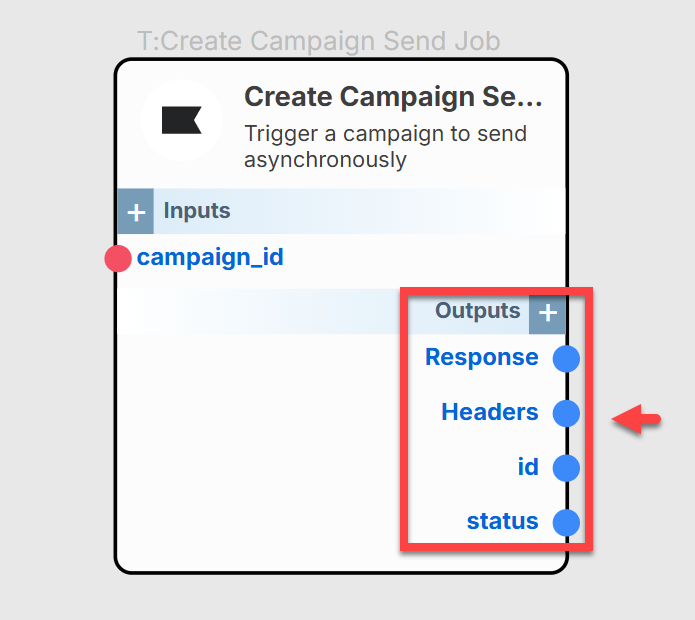 T:Create Campaign Send Job
Create Campaign Se...
Trigger a campaign to send
asynchronously
+ Inputs
campaign_id
Outputs +
Response
Headers
id
status